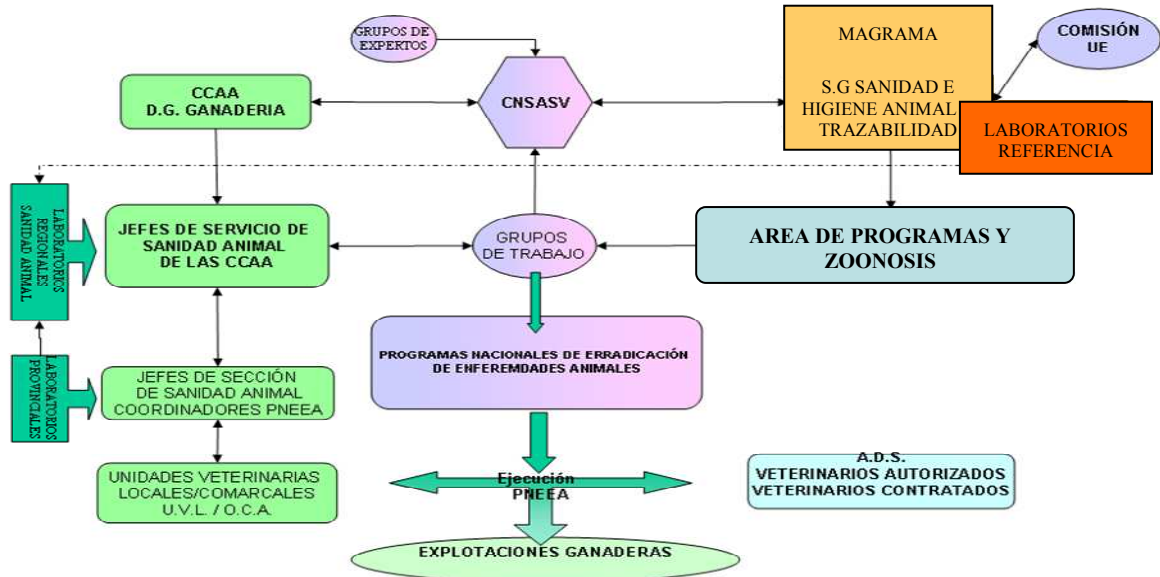 GRUPOS DE
EXPERTOS
MAGRAMA
S.G SANIDAD E
HIGIENE ANIMAL
TRAZABILIDAD
COMISIÓN
UE
CCAA
D.G. GANADERIA
CNSASV
LABORATORIOS
REFERENCIA
LABORATORIOS
REGIONALES
SANIDAD ANIMAL
JEFES DE SERVICIO DE
SANIDAD ANIMAL
DE LAS CCAA
GRUPOS
DE TRABAJO
AREA DE PROGRAMAS Y
ZOONOSIS
PROGRAMAS NACIONALES DE ERRADICACIÓN
DE ENFEREMDADES ANIMALES
LABORATORIOS
PROVINCIALES
JEFES DE SECCIÓN
DE SANIDAD ANIMAL
COORDINADORES PNEEA
UNIDADES VETERINARIAS
LOCALES/COMARCALES
U.V.L. / O.C.A.
Ejecución
PNEEA
A.D.S.
VETERINARIOS AUTORIZADOS
VETERINARIOS CONTRATADOS
EXPLOTACIONES GANADERAS